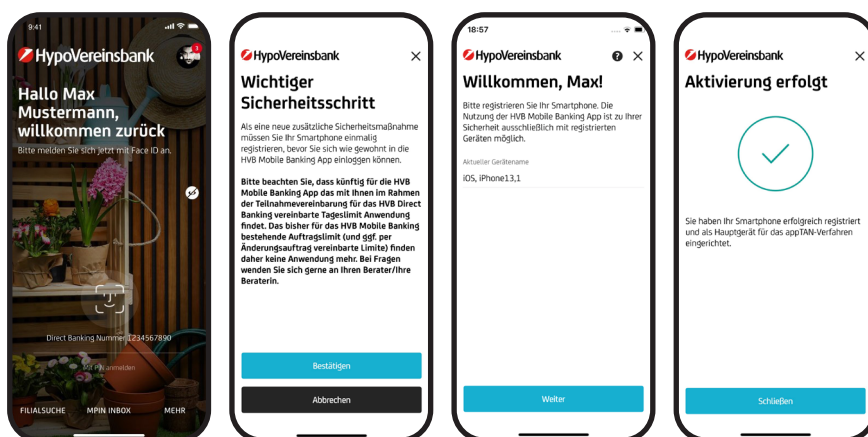 9:41
3
HypoVereinsbank
Hallo Max
Mustermann,
willkommen zurück
Bitte melden Sie sich jetzt mit Face ID an.
Direct Banking Nummer 1234567890
Mit PIN anmelden
FILIALSUCHE MPIN INBOX MEHR
HypoVereinsbank
Wichtiger
Sicherheitsschritt
Als eine neue zusätzliche Sicherheitsmaßnahme
müssen Sie Ihr Smartphone einmalig
registrieren, bevor Sie sich wie gewohnt in die
HVB Mobile Banking App einloggen können.
Bitte beachten Sie, dass künftig für die HVB
Mobile Banking App das mit Ihnen im Rahmen
der Teilnahmevereinbarung für das HVB Direct
Banking vereinbarte Tageslimit Anwendung
findet. Das bisher für das HVB Mobile Banking
bestehende Auftragslimit (und ggf. per
Änderungsauftrag vereinbarte Limite) finden
daher keine Anwendung mehr. Bei Fragen
wenden Sie sich gerne an Ihren Berater/Ihre
Beraterin.
Bestätigen
Abbrechen
18:57
HypoVereinsbank ?
Willkommen, Max!
Bitte registrieren Sie Ihr Smartphone. Die
Nutzung der HVB Mobile Banking App ist zu Ihrer
Sicherheit ausschließlich mit registrierten
Geräten möglich.
Aktueller Gerätename
iOS, iPhone13,1
Weiter
HypoVereinsbank
Aktivierung erfolgt
Sie haben Ihr Smartphone erfolgreich registriert
und als Hauptgerät für das appTAN-Verfahren
eingerichtet.
Schließen